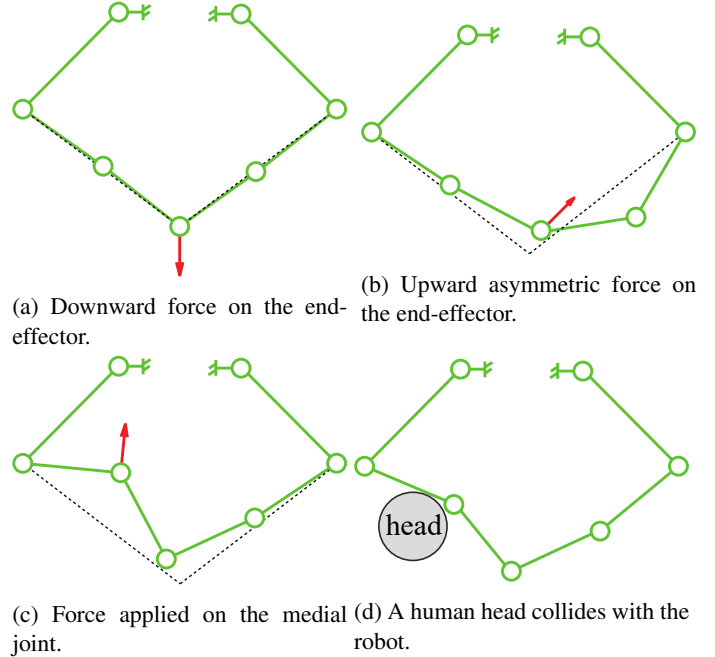 (a) Downward force on the end-
effector.
(b) Upward asymmetric force on
the end-effector.
head
(c) Force applied on the medial
joint.
(d) A human head collides with the
robot.